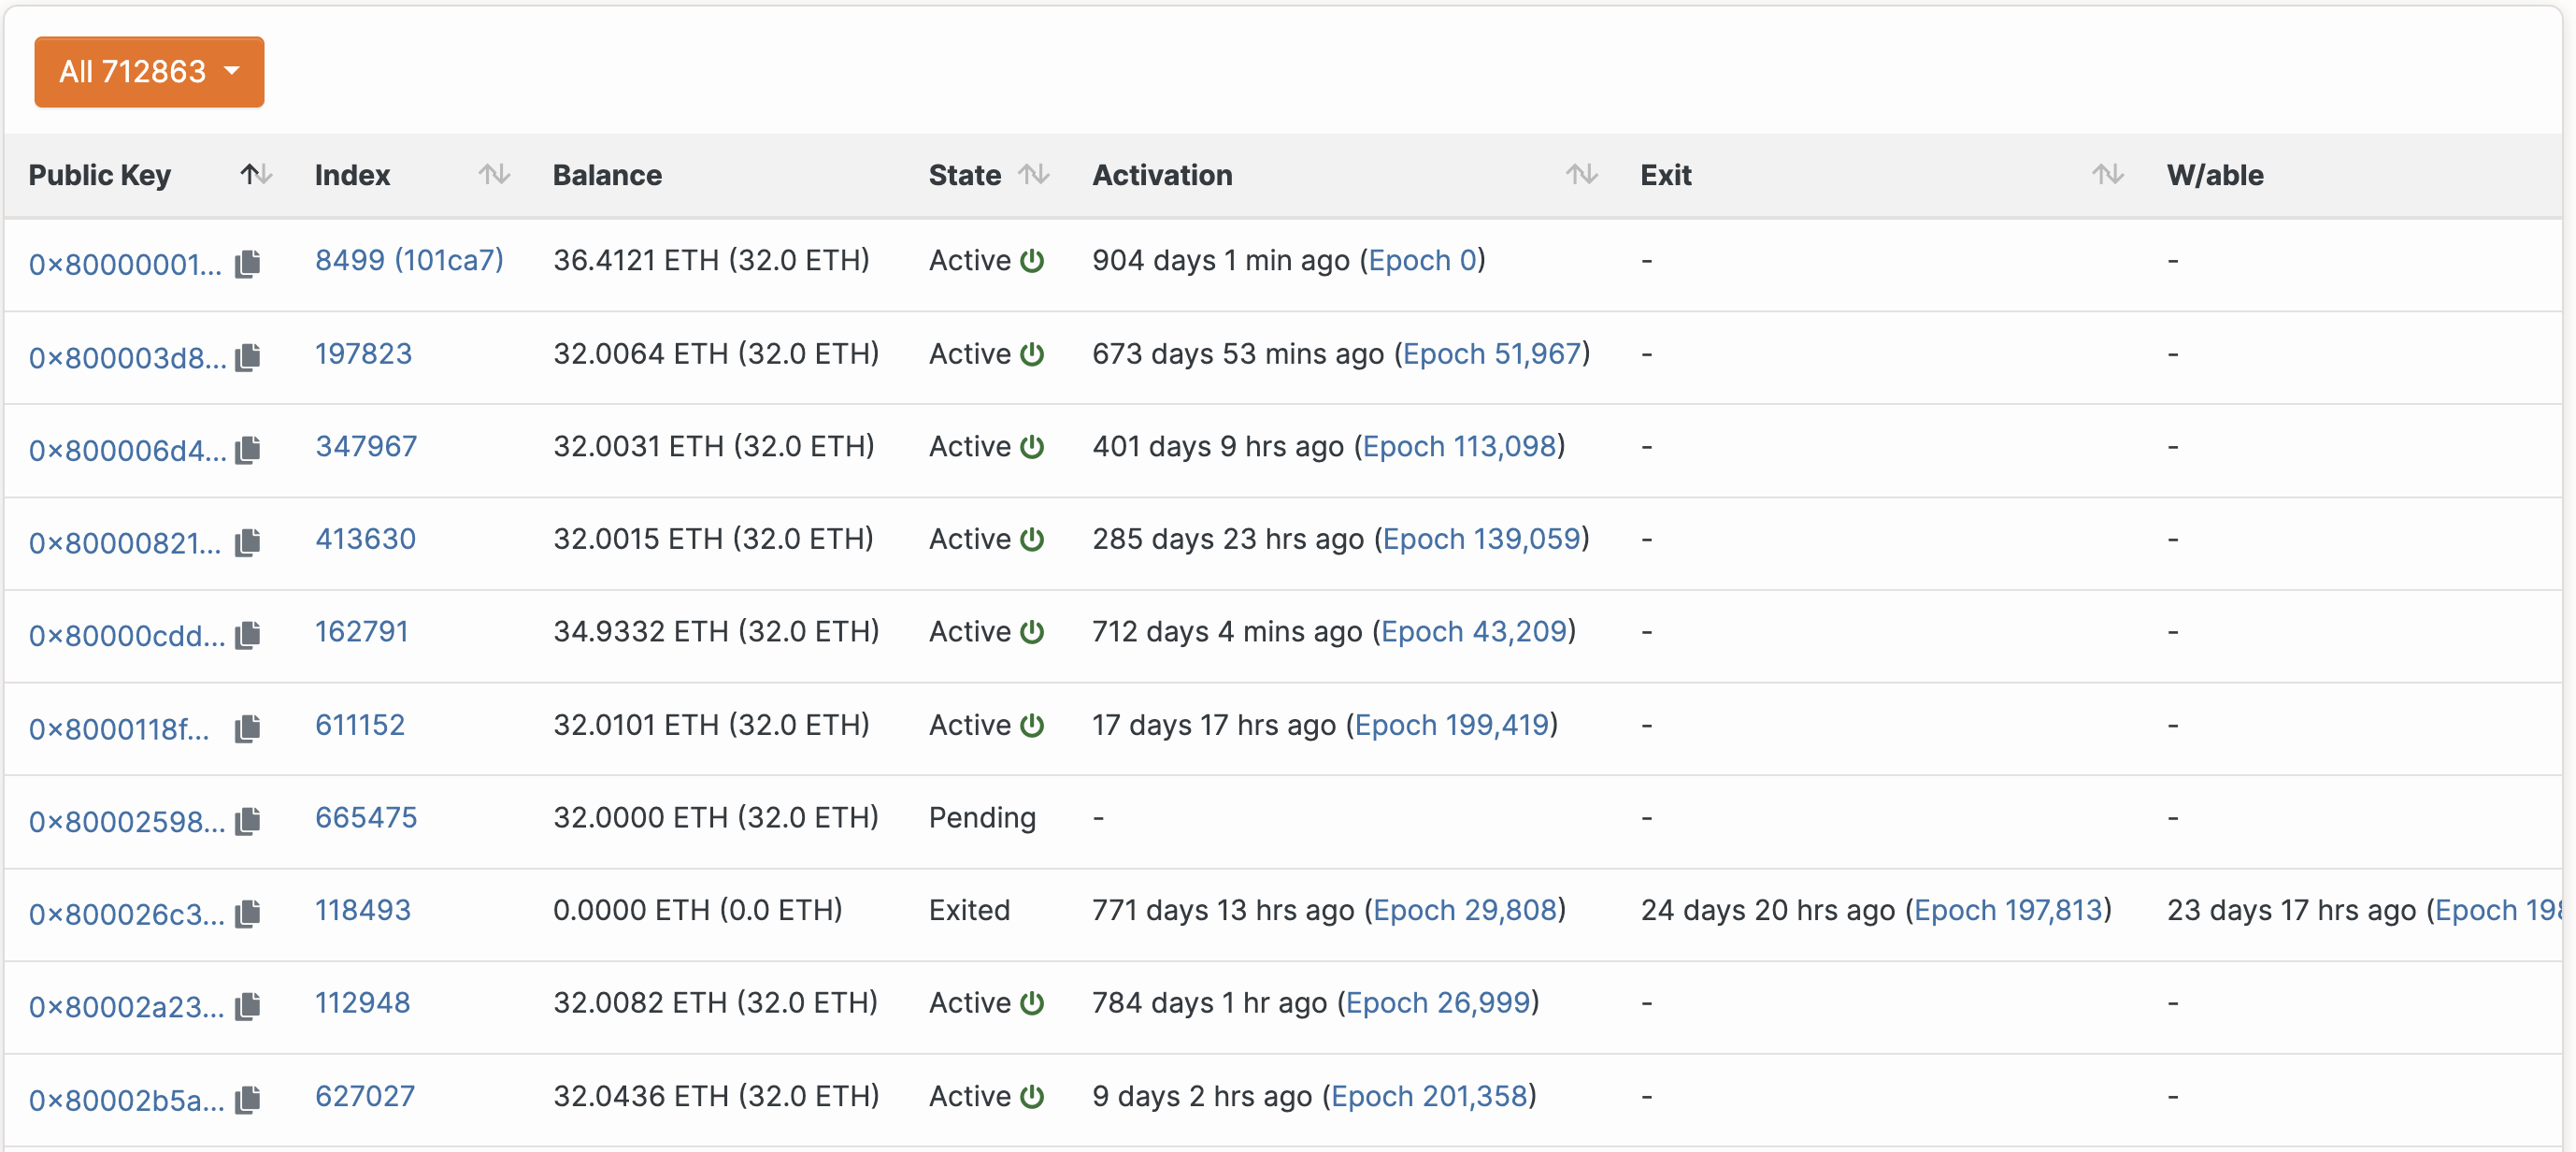 All 712863
Public Key Index Balance State Activation Exit W/able
0x80000001... 8499 (101ca7) 36.4121 ETH (32.0 ETH) Active 904 days 1 min ago (Epoch 0) - -
0x800003d8... 197823 32.0064 ETH (32.0 ETH) Active 673 days 53 mins ago (Epoch 51,967) - -
0x800006d4... 347967 32.0031 ETH (32.0 ETH) Active 401 days 9 hrs ago (Epoch 113,098) - -
0x80000821... 413630 32.0015 ETH (32.0 ETH) Active 285 days 23 hrs ago (Epoch 139,059) - -
0x80000cdd... 162791 34.9332 ETH (32.0 ETH) Active 712 days 4 mins ago (Epoch 43,209) - -
0x8000118f... 611152 32.0101 ETH (32.0 ETH) Active 17 days 17 hrs ago (Epoch 199,419) - -
0x80002598... 665475 32.0000 ETH (32.0 ETH) Pending - - -
0x800026c3... 118493 0.0000 ETH (0.0 ETH) Exited 771 days 13 hrs ago (Epoch 29,808) 24 days 20 hrs ago (Epoch 197,813) 23 days 17 hrs ago (Epoch 19
0x80002a23... 112948 32.0082 ETH (32.0 ETH) Active 784 days 1 hr ago (Epoch 26,999) - -
0x80002b5a... 627027 32.0436 ETH (32.0 ETH) Active 9 days 2 hrs ago (Epoch 201,358) - -